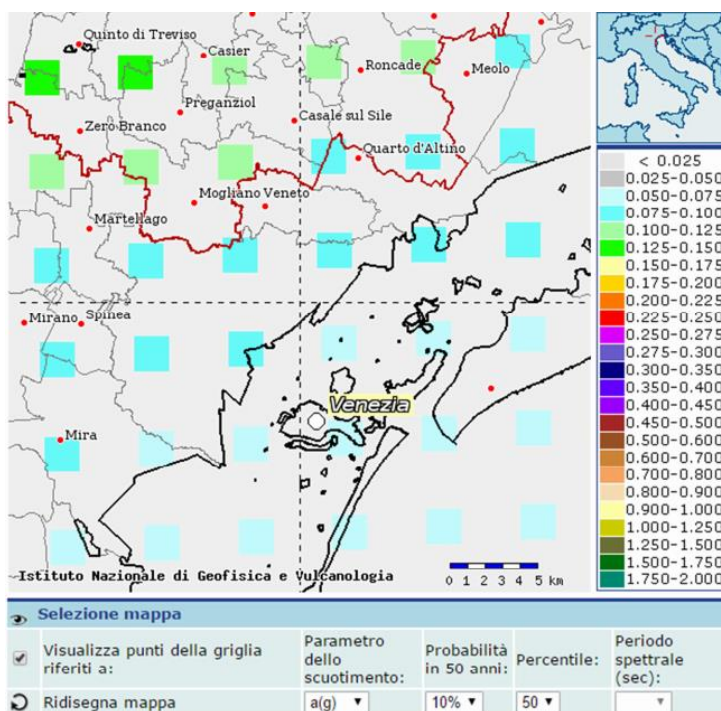 Quinto di Treviso
Casier
Roncade
Meolo
Preganziol
Casale sul Sile
Zero Branco
Quarto d'Altino
Mogliano Veneto
Martellago
Mirano
Spinea
Venezia
Mira
Istituto Nazionale di Geofisica e Vulcanologia
0 1 2 3 4 5 km
< 0.025
0.025-0.050
0.050-0.075
0.075-0.100
0.100-0.125
0.125-0.150
0.150-0.175
0.175-0.200
0.200-0.225
0.225-0.250
0.250-0.275
0.275-0.300
0.300-0.350
0.350-0.400
0.400-0.450
0.450-0.500
0.500-0.600
0.600-0.700
0.700-0.800
0.800-0.900
0.900-1.000
1.000-1.250
1.250-1.500
1.500-1.750
1.750-2.000
Selezione mappa
Visualizza punti della griglia
riferiti a:
Parametro
dello
scuotimento:
Probabilità
in 50 anni:
Percentile:
Periodo
spettrale
(sec):
Ridisegna mappa
a(g)
10%
50